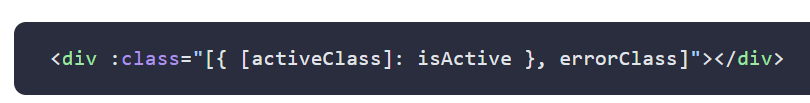 <div :class="[{ [activeClass]: isActive }, errorClass]"></div>